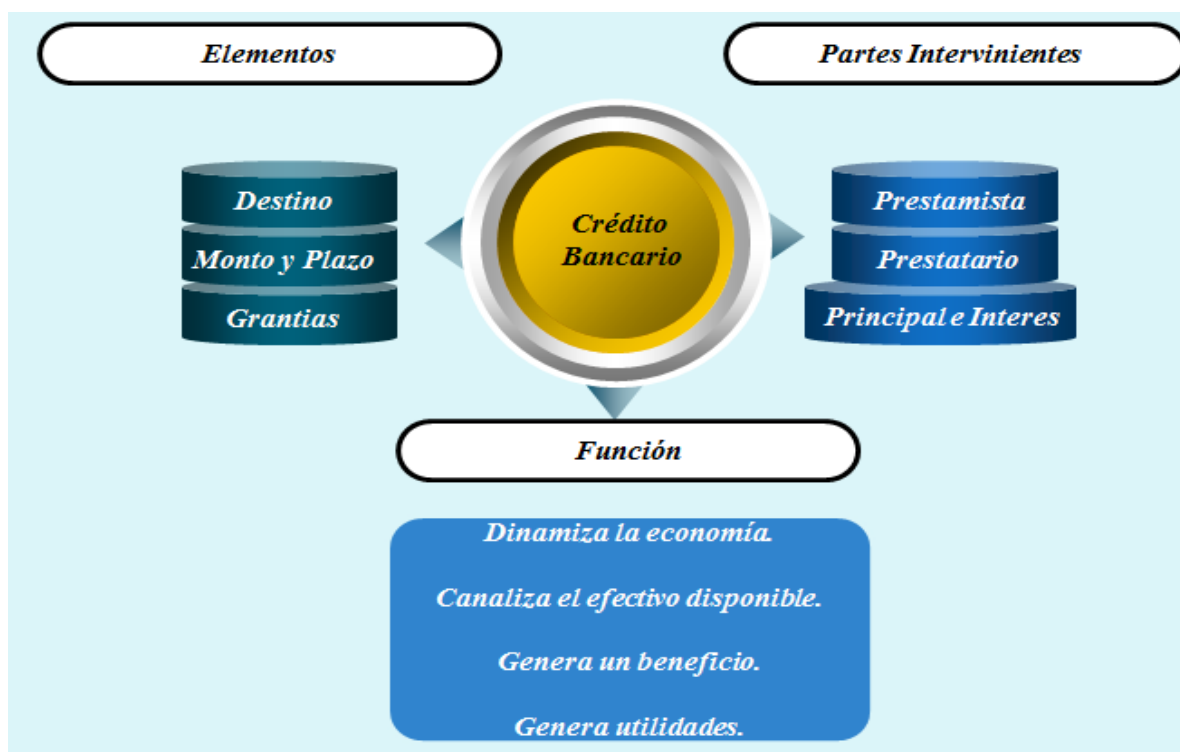 Elementos
Partes Intervinientes
Destino
Monto y Plazo
Grantias
Crédito
Bancario
Prestamista
Prestatario
Principal e Interes
Función
Dinamiza la economía.
Canaliza el efectivo disponible.
Genera un beneficio.
Genera utilidades.